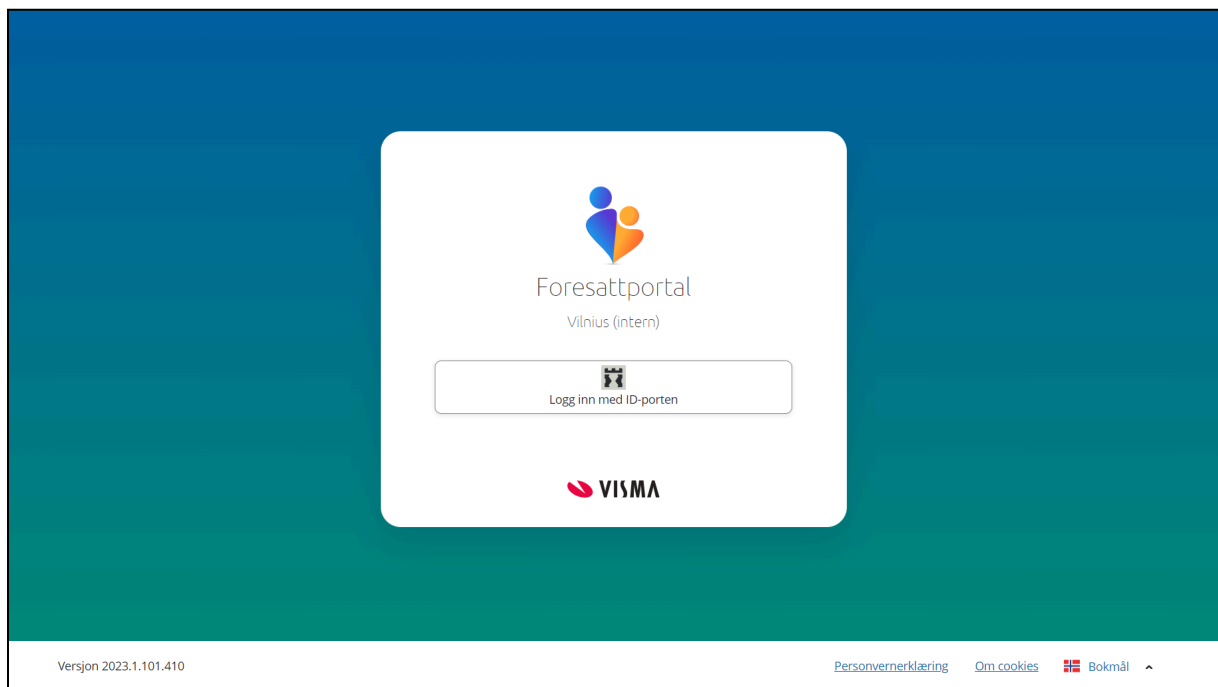 Foresattportal
Vilnius (intern)
Logg inn med ID-porten
VISMA
Versjon 2023.1.101.410
Personvernerklæring Om cookies Bokmål